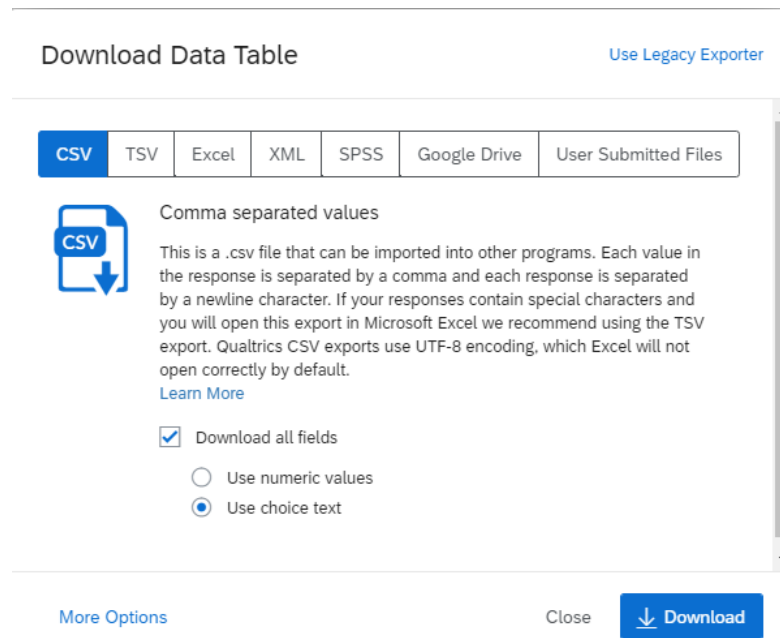 Download Data Table
Use Legacy Exporter
CSV
TSV
Excel
XML
SPSS
Google Drive
User Submitted Files
CSV
Comma separated values
This is a .csv file that can be imported into other programs. Each value in
the response is separated by a comma and each response is separated
by a newline character. If your responses contain special characters and
you will open this export in Microsoft Excel we recommend using the TSV
export. Qualtrics CSV exports use UTF-8 encoding, which Excel will not
open correctly by default.
Learn More
Download all fields
Use numeric values
Use choice text
More Options
Close
Download